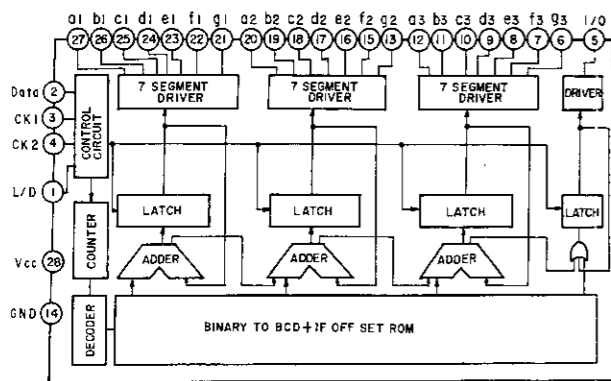 a1 b1 c1 d1 e1 f1 g1 a2 b2 c2 d2 e2 f2 g2 a3 b3 c3 d3 e3 f3 g3 I/O
27 26 25 24 23 22 21 20 19 18 17 16 15 13 12 11 10 9 8 7 6 5
Data 2
CK1 3
CK2 4
L/D 1
Vcc 28
GND 14
CONTROL CIRCUIT
COUNTER
DECODER
7 SEGMENT DRIVER
7 SEGMENT DRIVER
7 SEGMENT DRIVER
DRIVER
LATCH
LATCH
LATCH
LATCH
ADDER
ADDER
ADDER
BINARY TO BCD+IF OFF SET ROM